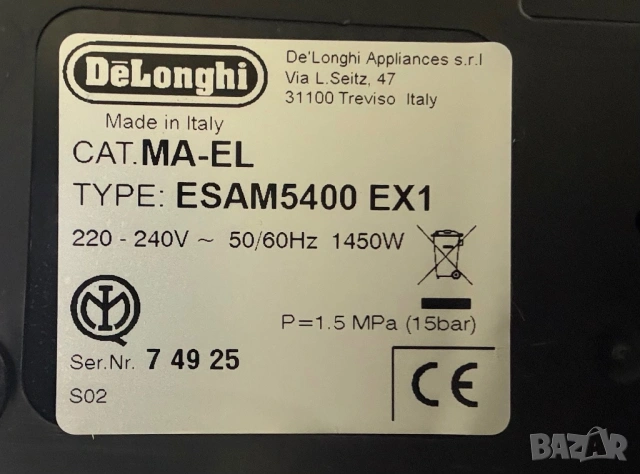 DēLonghi
De'Longhi Appliances s.r.l
Via L.Seitz, 47
31100 Treviso Italy
Made in Italy
CAT.MA-EL
TYPE: ESAM5400 EX1
220 - 240V ~ 50/60Hz 1450W
P=1.5 MPa (15bar)
Ser.Nr. 7 49 25
S02
CE
BAZAR